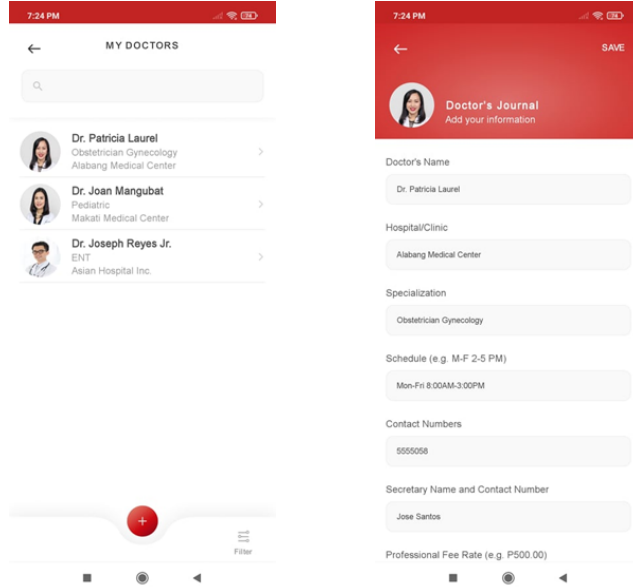 7:24 PM
MY DOCTORS
Dr. Patricia Laurel
Obstetrician Gynecology
Alabang Medical Center
Dr. Joan Mangubat
Pediatric
Makati Medical Center
Dr. Joseph Reyes Jr.
ENT
Asian Hospital Inc.
+
Filter
7:24 PM
SAVE
Doctor's Journal
Add your information
Doctor's Name
Dr. Patricia Laurel
Hospital/Clinic
Alabang Medical Center
Specialization
Obstetrician Gynecology
Schedule (e.g. M-F 2-5 PM)
Mon-Fri 8:00AM-3:00PM
Contact Numbers
5555058
Secretary Name and Contact Number
Jose Santos
Professional Fee Rate (e.g. P500.00)